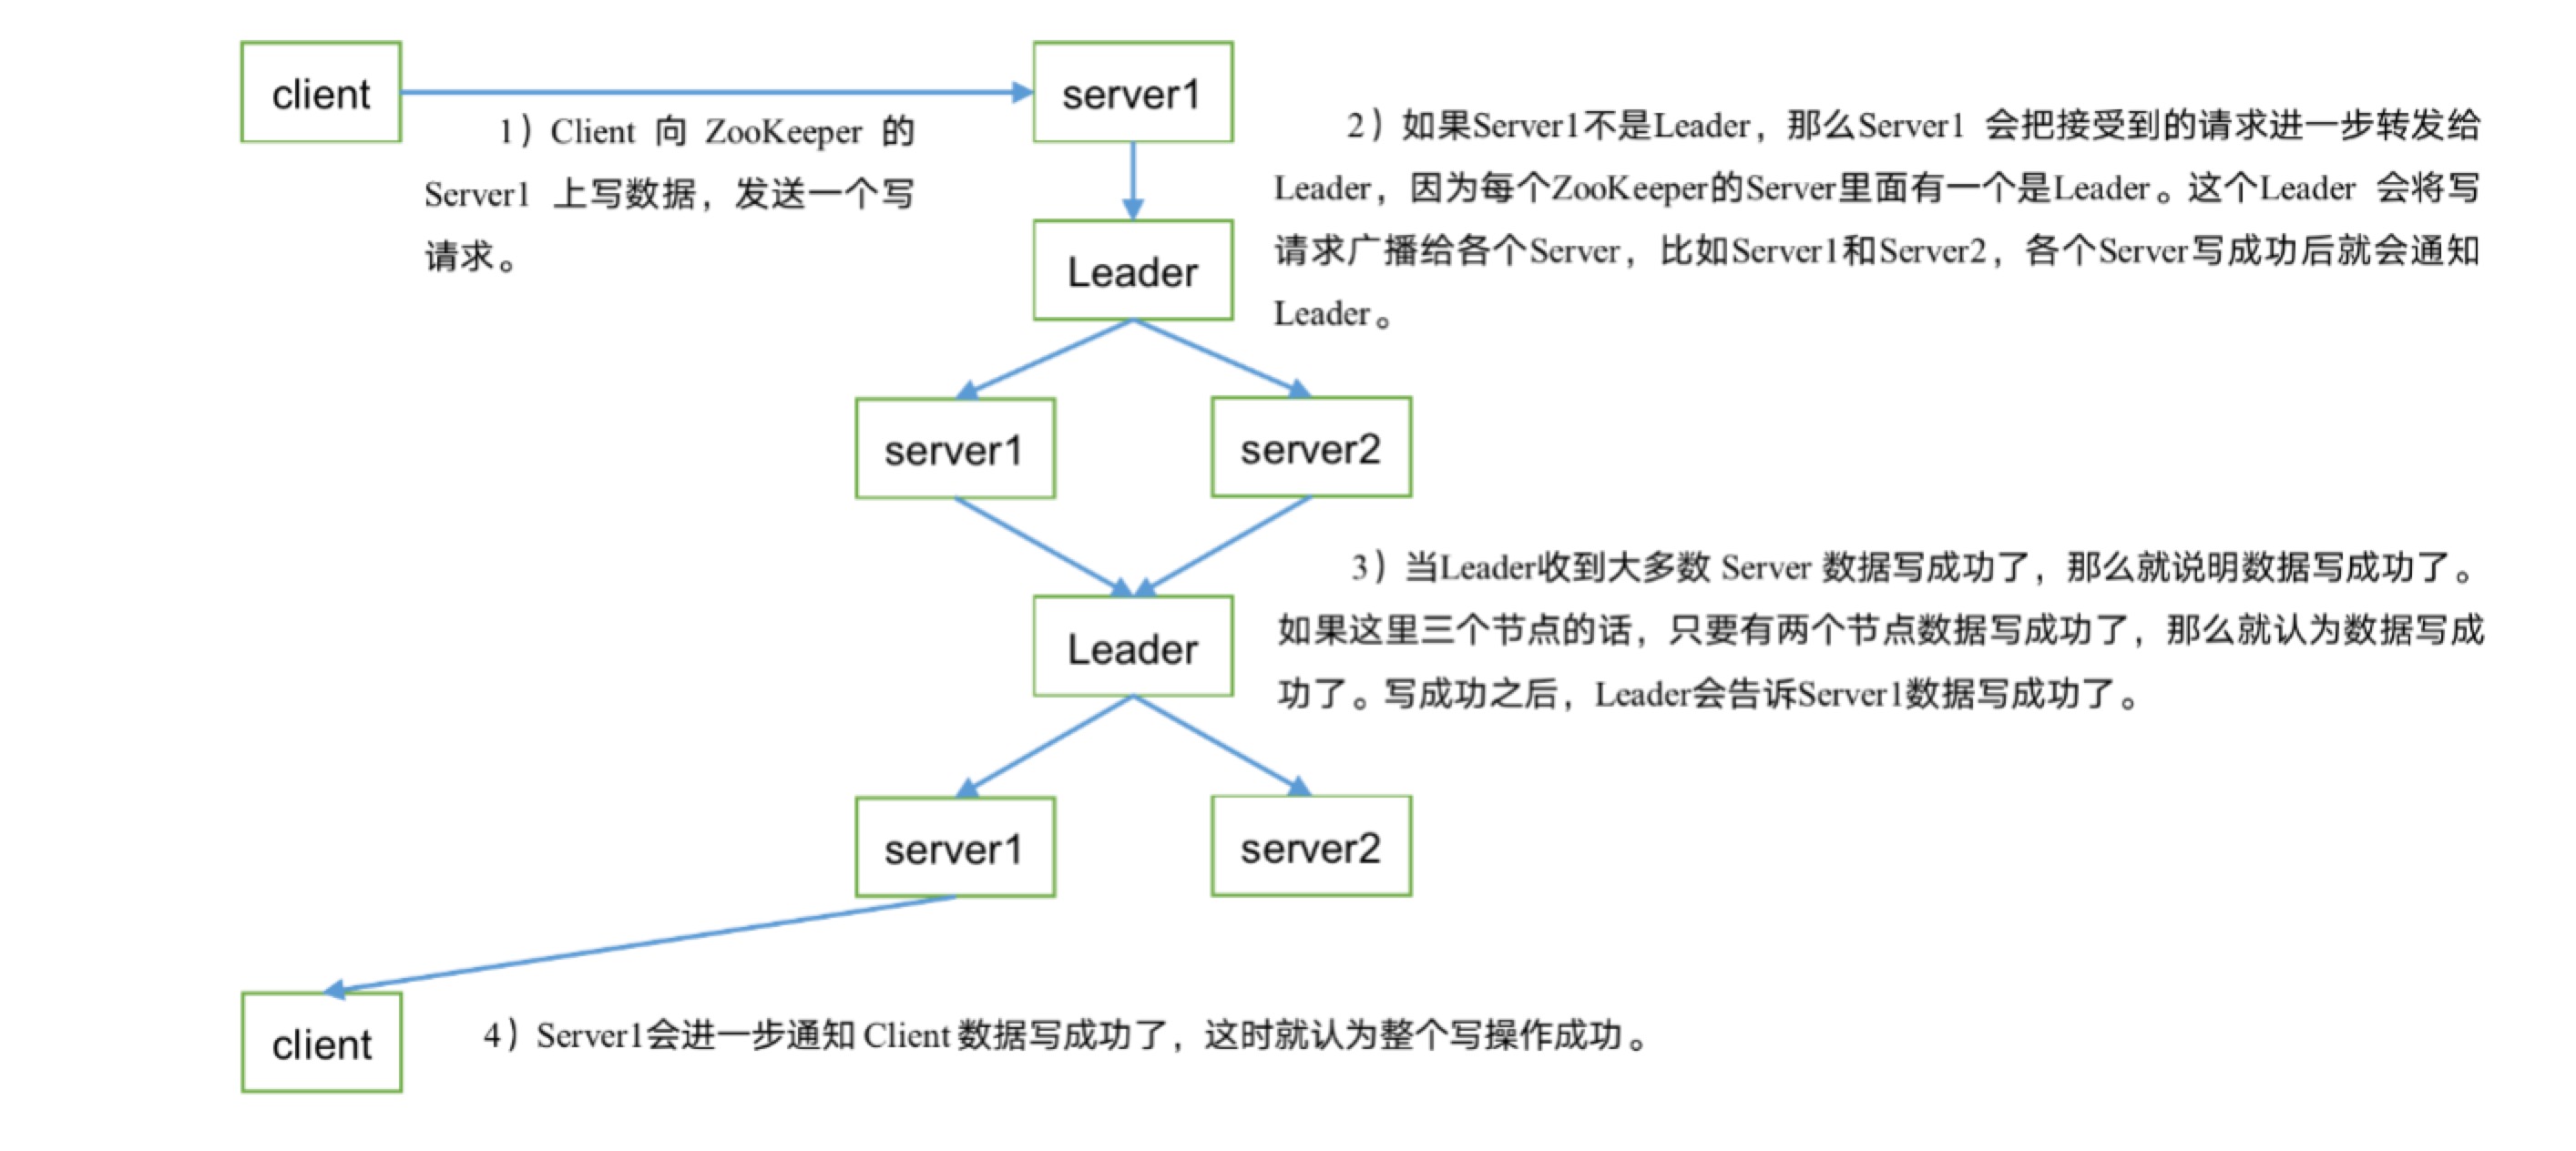 client
server1
1）Client 向 ZooKeeper 的
Server1 上写数据，发送一个写
请求。
2）如果Server1不是Leader，那么Server1 会把接受到的请求进一步转发给
Leader，因为每个ZooKeeper的Server里面有一个是Leader。这个Leader 会将写
请求广播给各个Server，比如Server1和Server2，各个Server写成功后就会通知
Leader。
Leader
server1
server2
3）当Leader收到大多数 Server 数据写成功了，那么就说明数据写成功了。
如果这里三个节点的话，只要有两个节点数据写成功了，那么就认为数据写成
功了。写成功之后，Leader会告诉Server1数据写成功了。
Leader
server1
server2
client
4）Server1会进一步通知 Client 数据写成功了，这时就认为整个写操作成功。